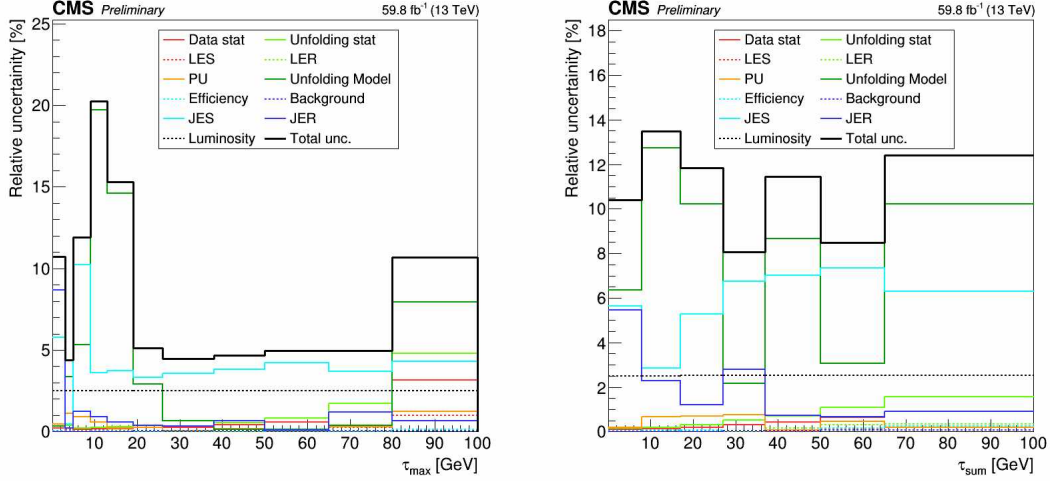 CMS Preliminary 59.8 fb⁻¹ (13 TeV)
Relative uncertainity [%]
25
20
15
10
5
0
Data stat Unfolding stat
LES LER
PU Unfolding Model
Efficiency Background
JES JER
Luminosity Total unc.
10 20 30 40 50 60 70 80 90 100
τmax [GeV]
CMS Preliminary 59.8 fb⁻¹ (13 TeV)
Relative uncertainity [%]
18
16
14
12
10
8
6
4
2
0
Data stat Unfolding stat
LES LER
PU Unfolding Model
Efficiency Background
JES JER
Luminosity Total unc.
10 20 30 40 50 60 70 80 90 100
τsum [GeV]